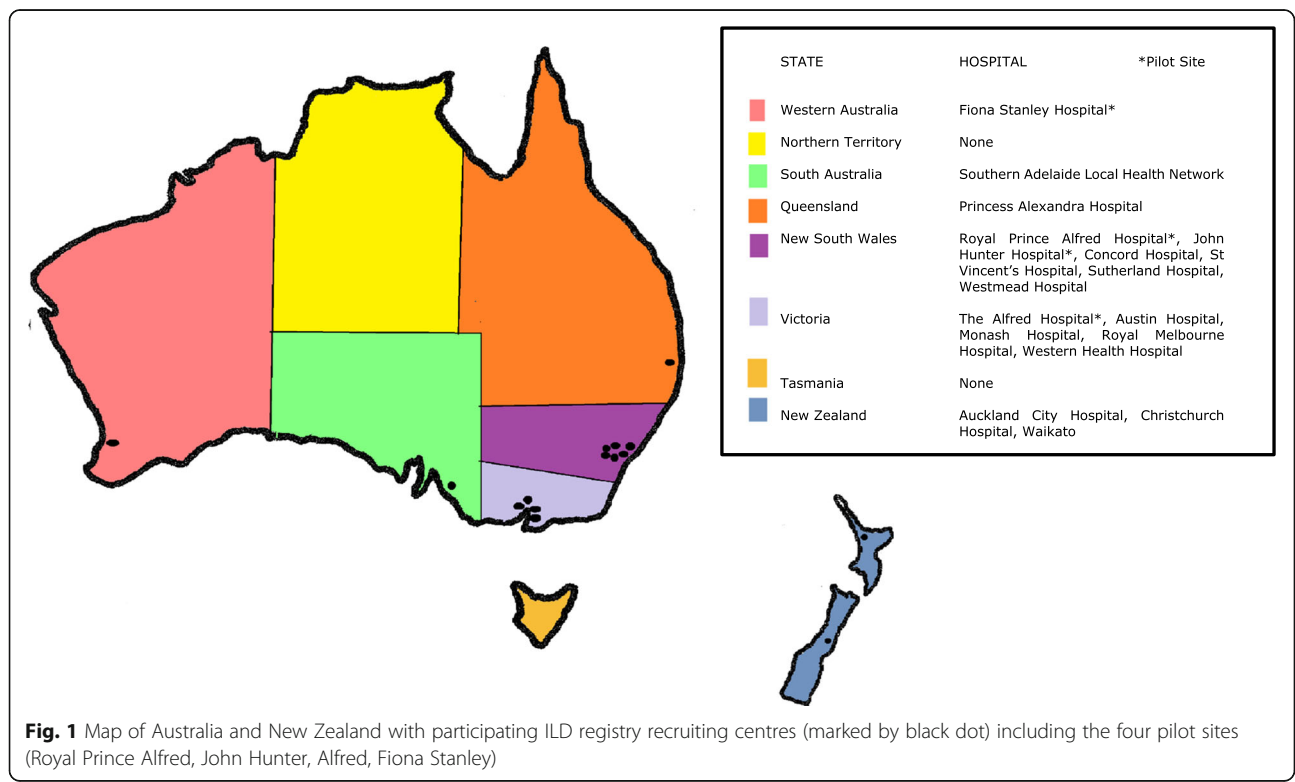 STATE HOSPITAL *Pilot Site
Western Australia Fiona Stanley Hospital*
Northern Territory None
South Australia Southern Adelaide Local Health Network
Queensland Princess Alexandra Hospital
New South Wales Royal Prince Alfred Hospital*, John
Hunter Hospital*, Concord Hospital, St
Vincent's Hospital, Sutherland Hospital,
Westmead Hospital
Victoria The Alfred Hospital*, Austin Hospital,
Monash Hospital, Royal Melbourne
Hospital, Western Health Hospital
Tasmania None
New Zealand Auckland City Hospital, Christchurch
Hospital, Waikato
Fig. 1 Map of Australia and New Zealand with participating ILD registry recruiting centres (marked by black dot) including the four pilot sites
(Royal Prince Alfred, John Hunter, Alfred, Fiona Stanley)